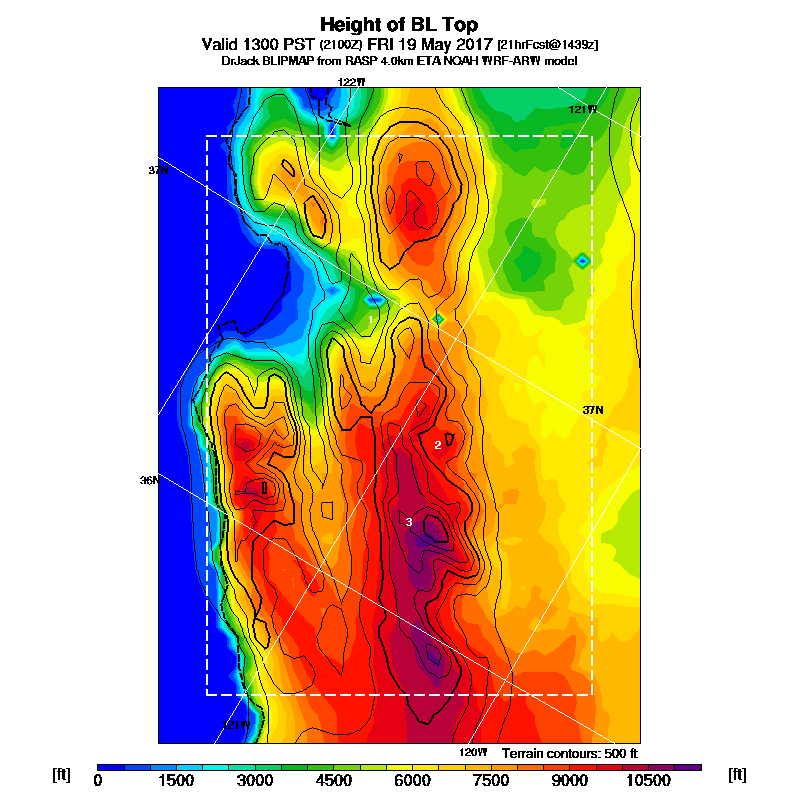 Height of BL Top
Valid 1300 PST (2100Z) FRI 19 May 2017 [21hrFcst@1439z]
DrJack BLIPMAP from RASP 4.0km ETA NOAH WRF-ARW model
122W
121W
37N
1
37N
2
36N
3
121W
120W
Terrain contours: 500 ft
[ft] 0 1500 3000 4500 6000 7500 9000 10500 [ft]